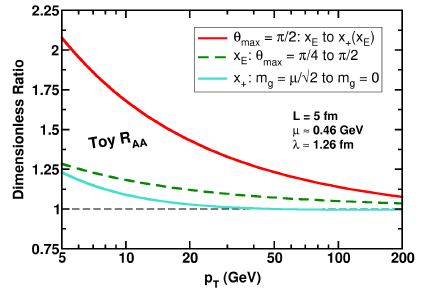 2.5
2.25
2
1.75
1.5
1.25
1
0.75
Dimensionless Ratio
θmax = π/2: xE to x+(xE)
xE: θmax = π/4 to π/2
x+: mg = μ/√2 to mg = 0
L = 5 fm
μ ≈ 0.46 GeV
λ ≈ 1.26 fm
Toy RAA
5 10 20 50 100 200
pT (GeV)